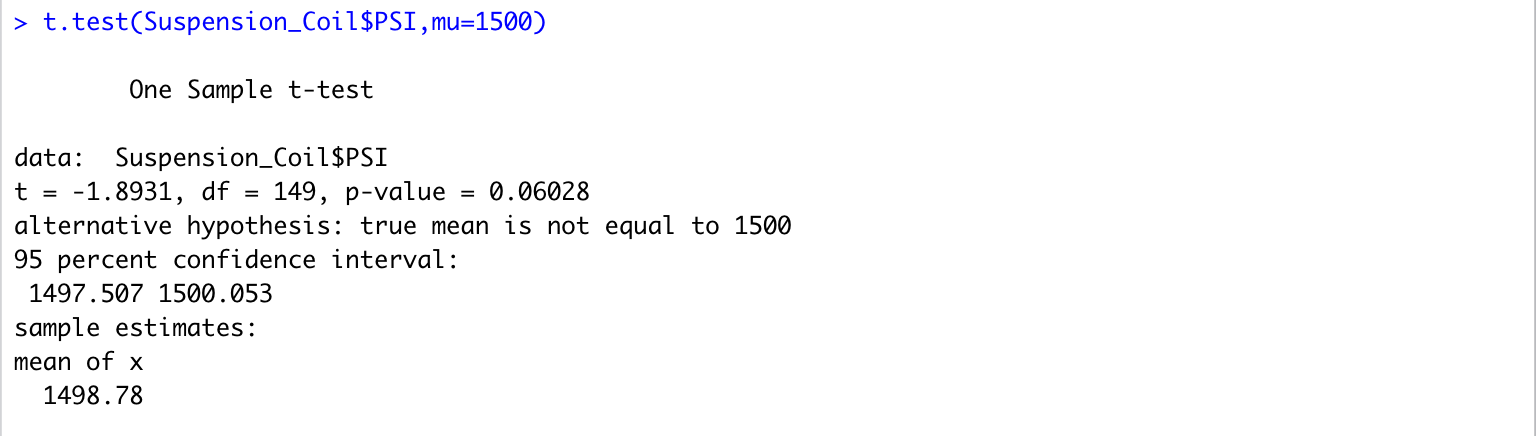 > t.test(Suspension_Coil$PSI,mu=1500)
One Sample t-test
data:  Suspension_Coil$PSI
t = -1.8931, df = 149, p-value = 0.06028
alternative hypothesis: true mean is not equal to 1500
95 percent confidence interval:
1497.507 1500.053
sample estimates:
mean of x
1498.78